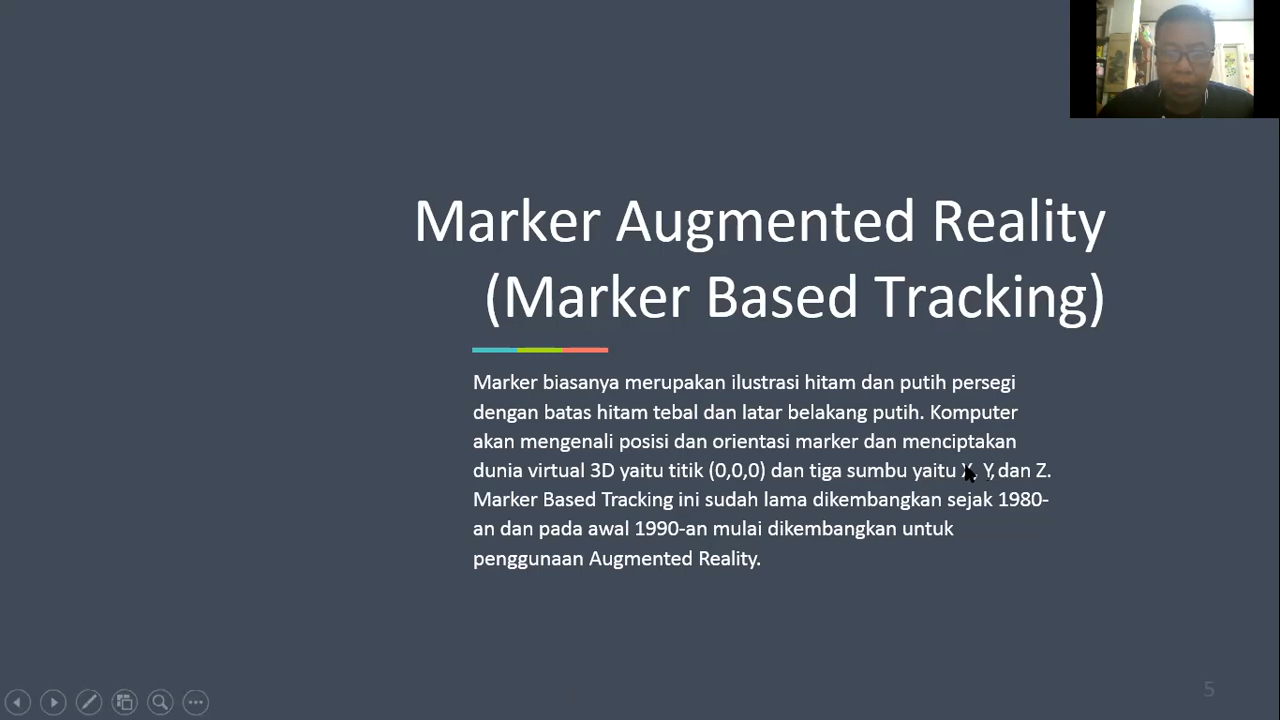 Marker Augmented Reality
(Marker Based Tracking)
Marker biasanya merupakan ilustrasi hitam dan putih persegi
dengan batas hitam tebal dan latar belakang putih. Komputer
akan mengenali posisi dan orientasi marker dan menciptakan
dunia virtual 3D yaitu titik (0,0,0) dan tiga sumbu yaitu X, Y, dan Z.
Marker Based Tracking ini sudah lama dikembangkan sejak 1980-
an dan pada awal 1990-an mulai dikembangkan untuk
penggunaan Augmented Reality.
5